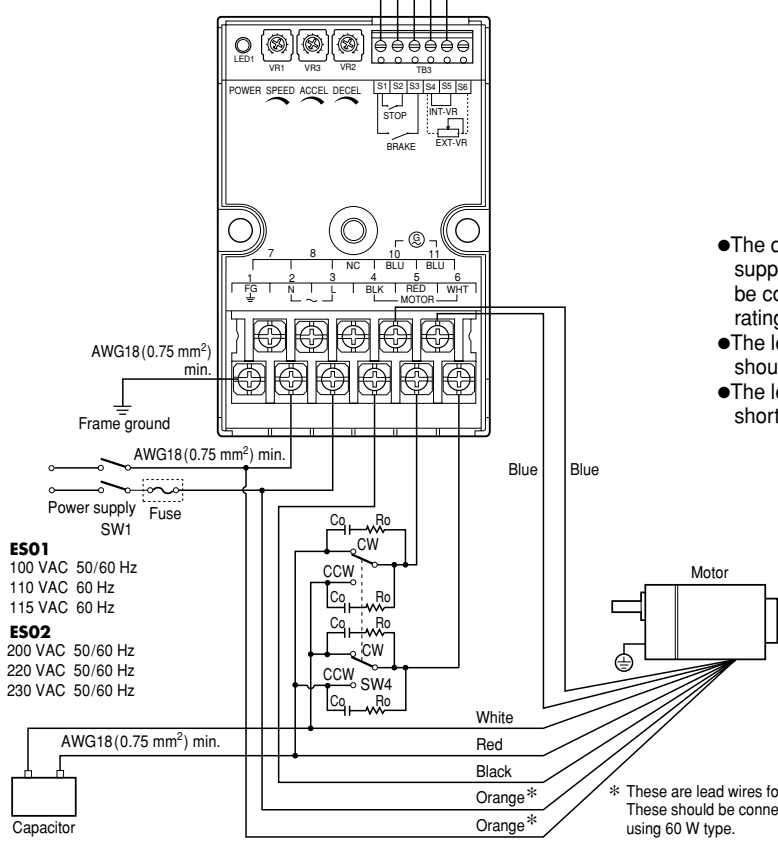 LED1 VR1 VR3 VR2 TB3
POWER SPEED ACCEL DECEL
S1 S2 S3 S4 S5 S6
STOP
INT-VR
BRAKE
EXT-VR
G
7 8 NC 10 BLU 11 BLU
1 FG 2 N 3 L 4 BLK 5 RED 6 WHT
MOTOR
AWG18(0.75 mm²)
min.
Frame ground
AWG18(0.75 mm²) min.
Power supply
SW1
Fuse
ES01
100 VAC 50/60 Hz
110 VAC 60 Hz
115 VAC 60 Hz
ES02
200 VAC 50/60 Hz
220 VAC 50/60 Hz
230 VAC 50/60 Hz
Co Ro
CW
CCW
Co Ro
Co Ro
CW
CCW
SW4
Co Ro
Blue
Blue
Motor
AWG18(0.75 mm²) min.
Capacitor
White
Red
Black
Orange*
Orange*
●The
supp
be co
rating
●The
shou
●The
short
* These are lead wires fo
These should be conne
using 60 W type.